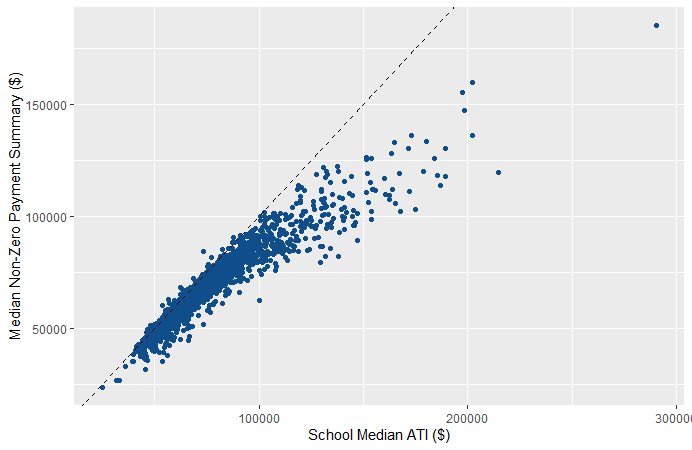 Median Non-Zero Payment Summary ($)
150000
100000
50000
100000 200000 300000
School Median ATI ($)